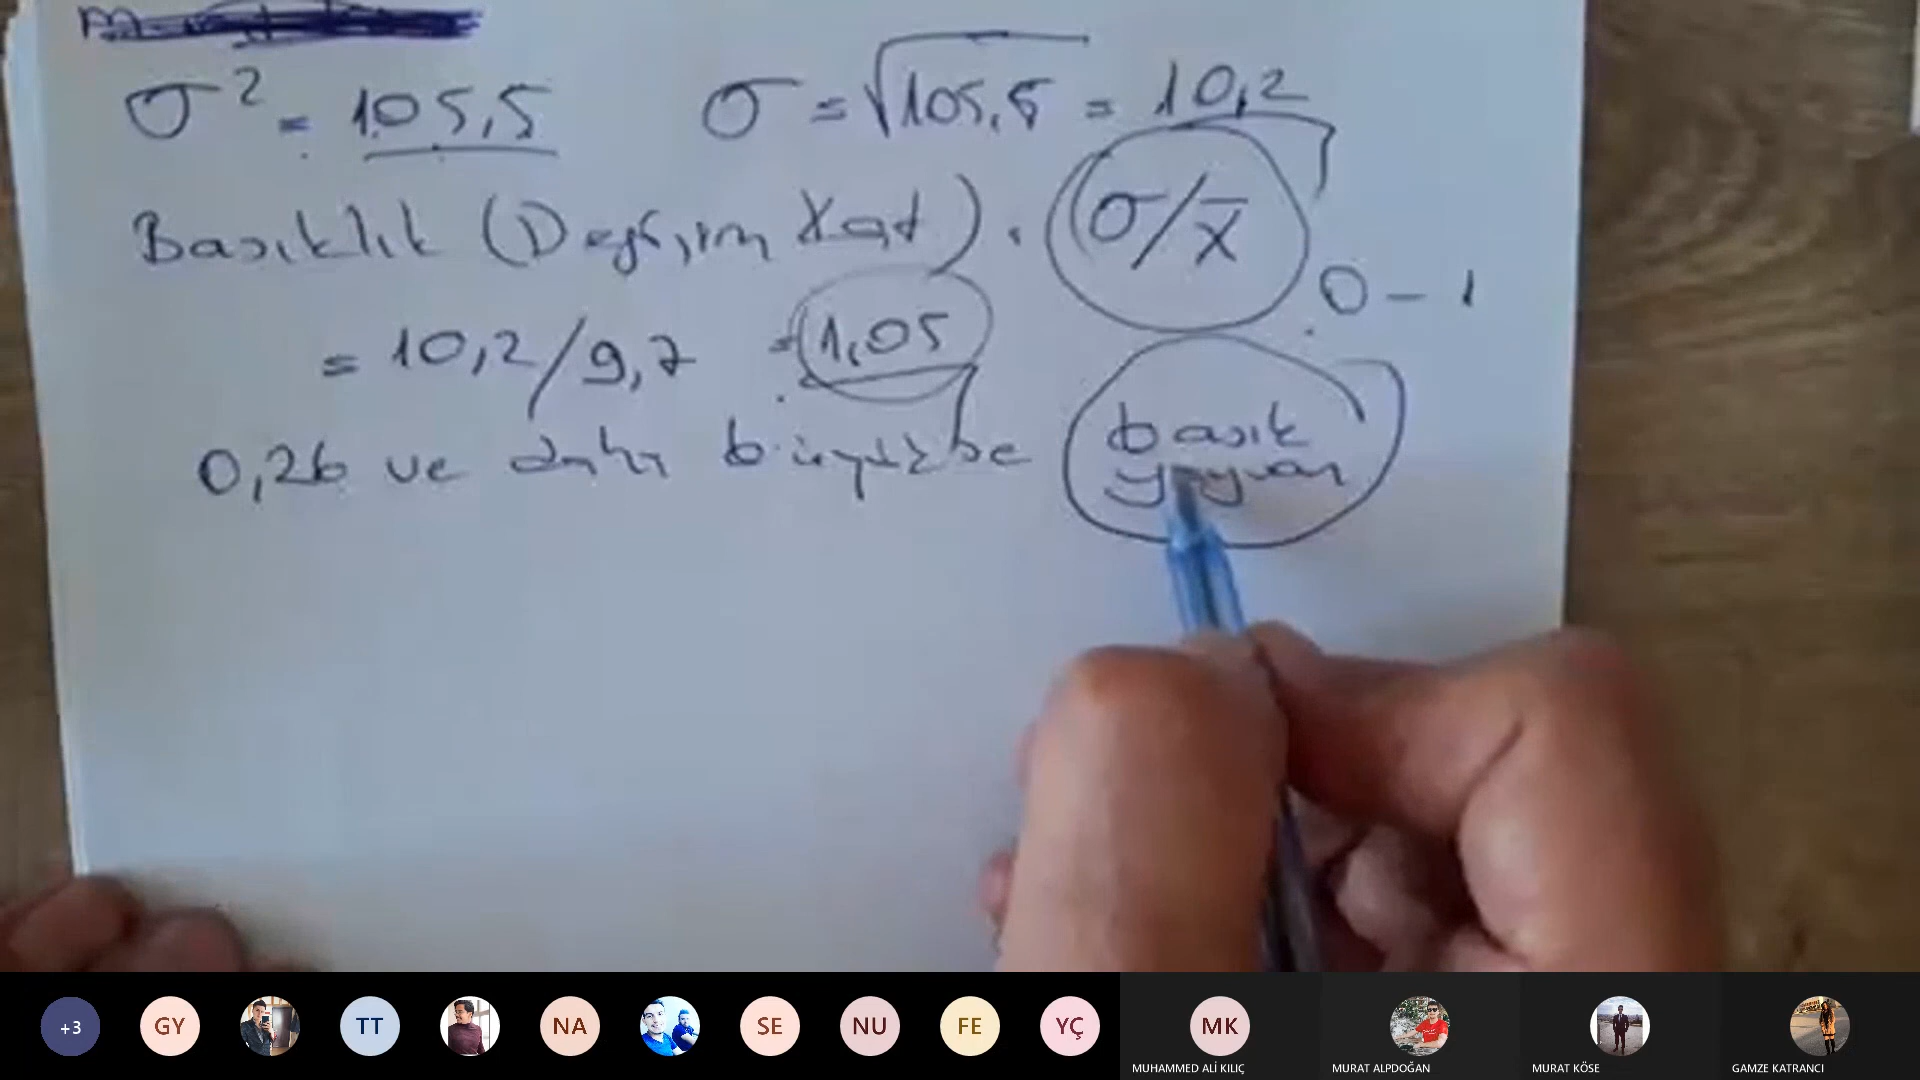 σ² = 105,5 σ = √105,5 = 10,2
Basıklık (Değişim Kat) . σ/x̄
0 – 1
= 10,2/9,7 = 1,05
0,26 ve daha büyükse basık
yayvan
+3 GY TT NA SE NU FE YÇ MK
MUHAMMED ALİ KILIÇ MURAT ALPDOĞAN MURAT KÖSE GAMZE KATRANCI